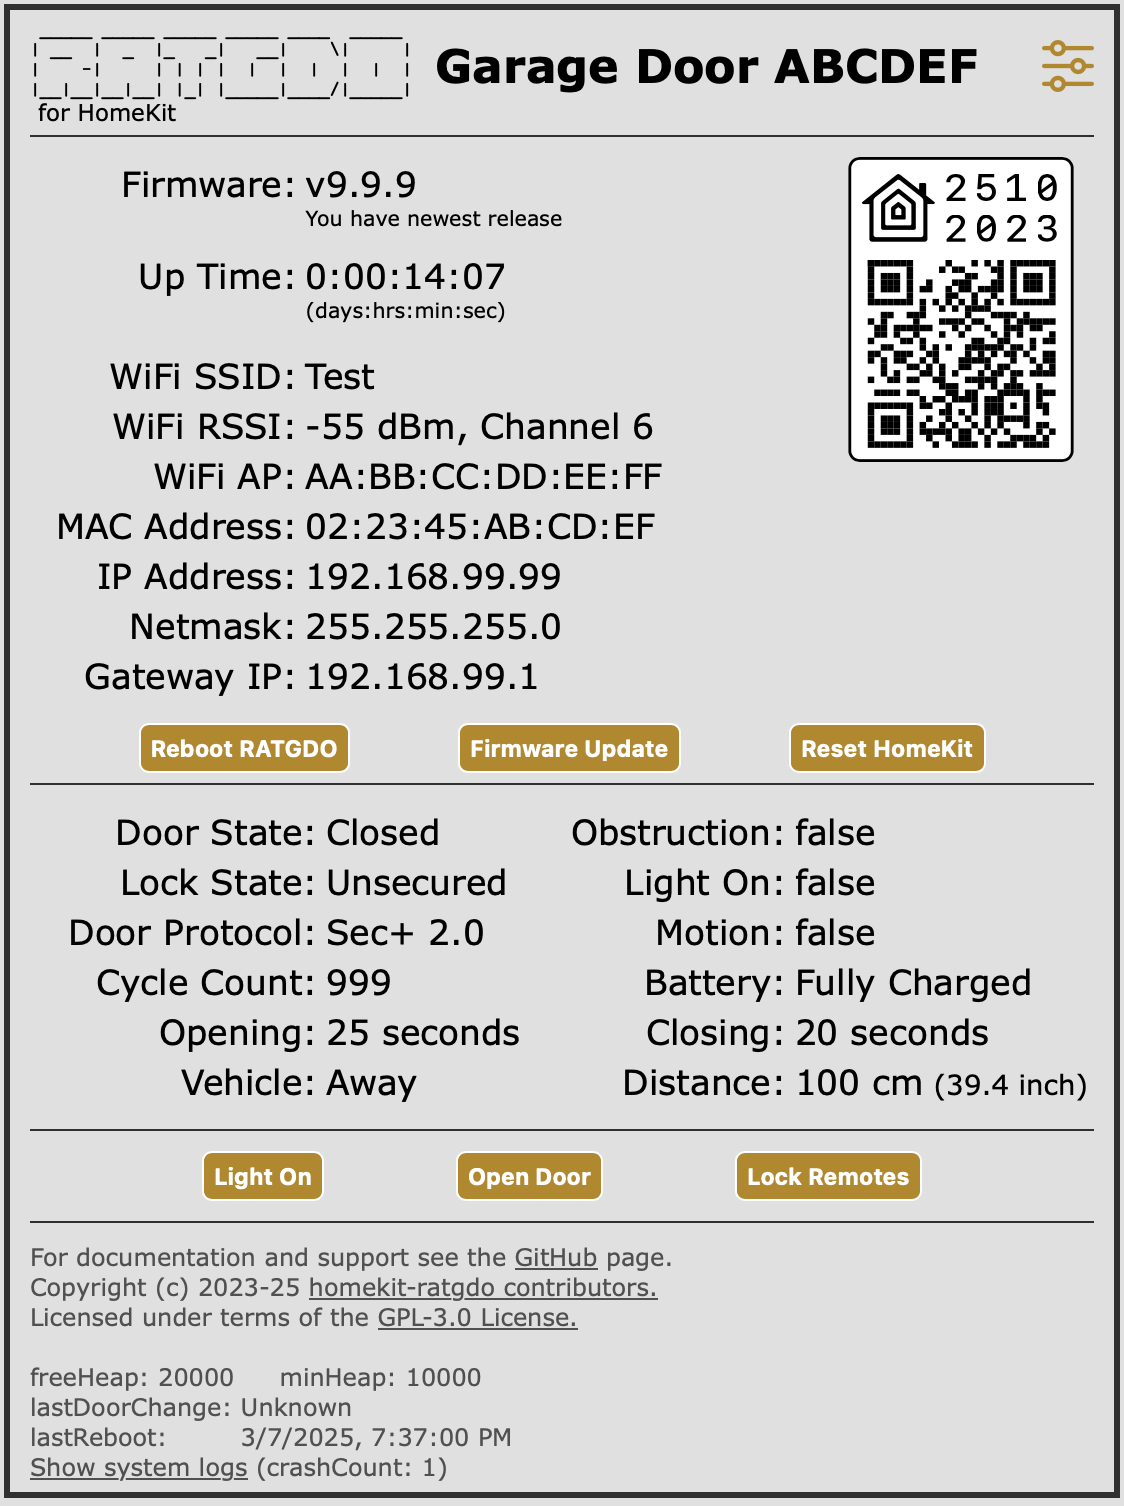 RATGDO
for HomeKit
Garage Door ABCDEF
Firmware: v9.9.9
You have newest release
2510
2023
Up Time: 0:00:14:07
(days:hrs:min:sec)
WiFi SSID: Test
WiFi RSSI: -55 dBm, Channel 6
WiFi AP: AA:BB:CC:DD:EE:FF
MAC Address: 02:23:45:AB:CD:EF
IP Address: 192.168.99.99
Netmask: 255.255.255.0
Gateway IP: 192.168.99.1
Reboot RATGDO Firmware Update Reset HomeKit
Door State: Closed Obstruction: false
Lock State: Unsecured Light On: false
Door Protocol: Sec+ 2.0 Motion: false
Cycle Count: 999 Battery: Fully Charged
Opening: 25 seconds Closing: 20 seconds
Vehicle: Away Distance: 100 cm (39.4 inch)
Light On Open Door Lock Remotes
For documentation and support see the GitHub page.
Copyright (c) 2023-25 homekit-ratgdo contributors.
Licensed under terms of the GPL-3.0 License.
freeHeap: 20000 minHeap: 10000
lastDoorChange: Unknown
lastReboot: 3/7/2025, 7:37:00 PM
Show system logs (crashCount: 1)